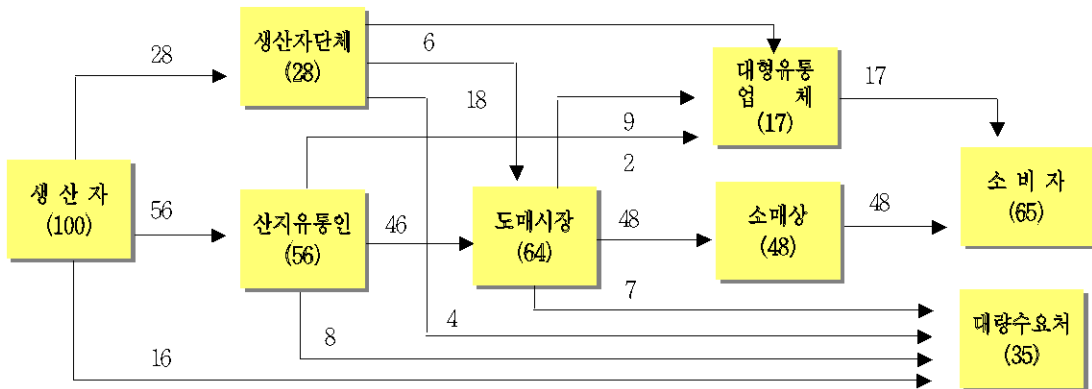 생산자단체
(28)
28
6
18
대형유통
업 체
(17)
17
9
2
생 산 자
(100)
56
산지유통인
(56)
46
도매시장
(64)
48
소매상
(48)
48
소 비 자
(65)
7
4
8
16
대량수요처
(35)